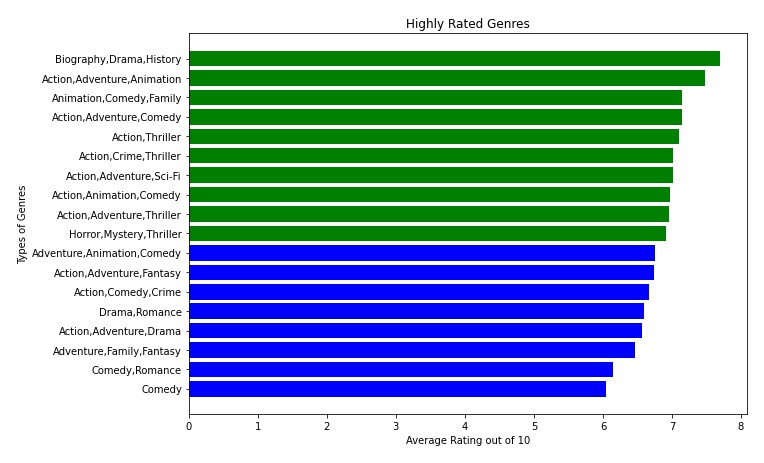 Highly Rated Genres
Types of Genres
Biography,Drama,History
Action,Adventure,Animation
Animation,Comedy,Family
Action,Adventure,Comedy
Action,Thriller
Action,Crime,Thriller
Action,Adventure,Sci-Fi
Action,Animation,Comedy
Action,Adventure,Thriller
Horror,Mystery,Thriller
Adventure,Animation,Comedy
Action,Adventure,Fantasy
Action,Comedy,Crime
Drama,Romance
Action,Adventure,Drama
Adventure,Family,Fantasy
Comedy,Romance
Comedy
0 1 2 3 4 5 6 7 8
Average Rating out of 10